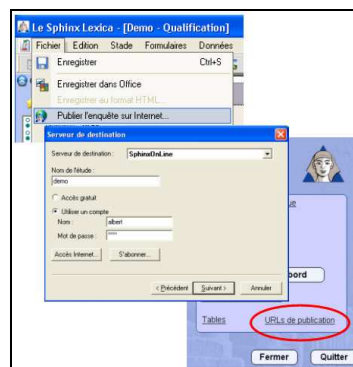 Le Sphinx Lexica - [Demo - Qualification]
Fichier Edition Stade Formulaires Données
Enregistrer Ctrl+S
Enregistrer dans Office
Enregistrer au format HTML...
Publier l'enquête sur Internet...
Serveur de destination
Serveur de destination : SphinxOnLine
Nom de l'étude :
demo
Accès gratuit
Utiliser un compte
Nom : albert
Mot de passe : ****
Accès Internet... S'abonner...
< Précédent Suivant > Annuler
bord
Tables URLs de publication
Fermer Quitter